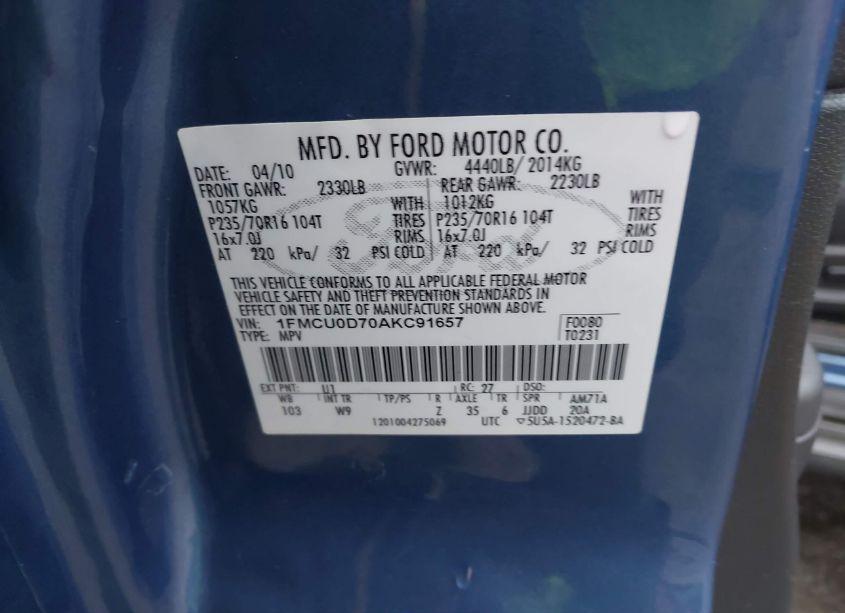 MFD. BY FORD MOTOR CO.
DATE: 04/10 GVWR: 4440LB/ 2014KG
FRONT GAWR: 2330LB REAR GAWR: 2230LB
1057KG WITH 1012KG WITH
P235/70R16 104T TIRES P235/70R16 104T TIRES
16x7.0J RIMS 16x7.0J RIMS
AT 220 kPa/ 32 PSI COLD AT 220 kPa/ 32 PSI COLD
THIS VEHICLE CONFORMS TO ALL APPLICABLE FEDERAL MOTOR
VEHICLE SAFETY AND THEFT PREVENTION STANDARDS IN
EFFECT ON THE DATE OF MANUFACTURE SHOWN ABOVE.
VIN: 1FMCU0D70AKC91657 F0080
TYPE: MPV T0231
EXT PNT: U1 RC: 27 DSO:
WB INT TR TP/PS R AXLE TR SPR AM71A
103 W9 Z 35 6 JJDD 20A
1201004275069 UTC 5U5A-1520472-BA
Ford